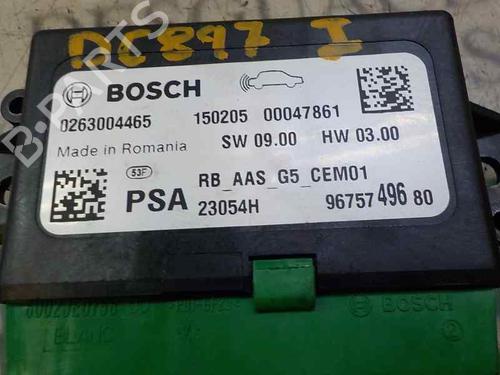 DC897 I
BOSCH
0263004465
150205 00047861
Made in Romania
SW 09.00 HW 03.00
53F
PSA
RB_AAS_G5_CEM01
23054H
96757 496 80
BLANC
BOSCH
B-Parts